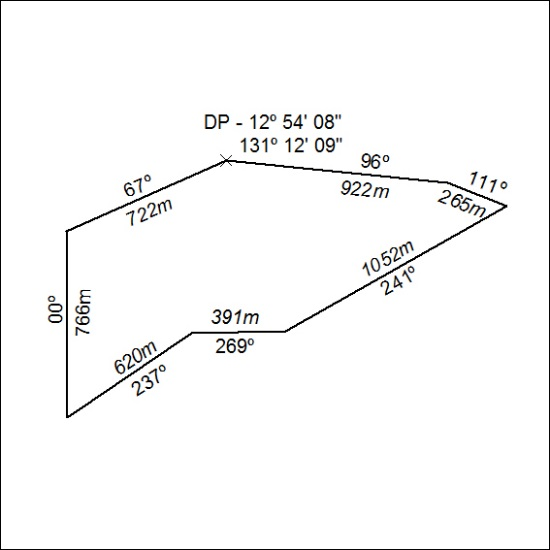 DP - 12º 54' 08"
131º 12' 09"
67º
722m
96º
922m
111º
265m
1052m
241º
391m
269º
620m
237º
00º
766m